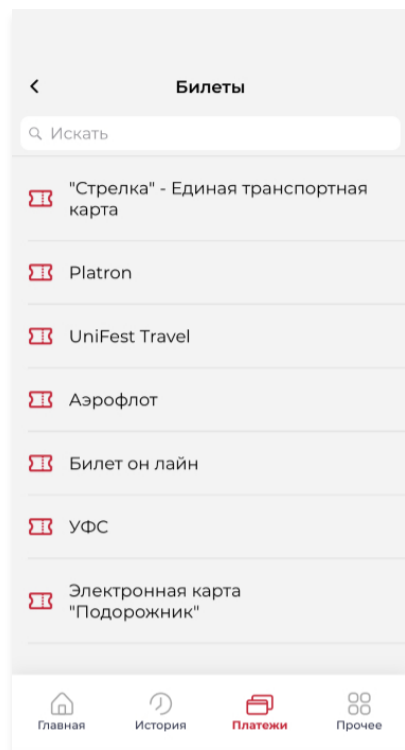 Билеты
Искать
"Стрелка" - Единая транспортная
карта
Platron
UniFest Travel
Аэрофлот
Билет он лайн
УФС
Электронная карта
"Подорожник"
Главная
История
Платежи
Прочее